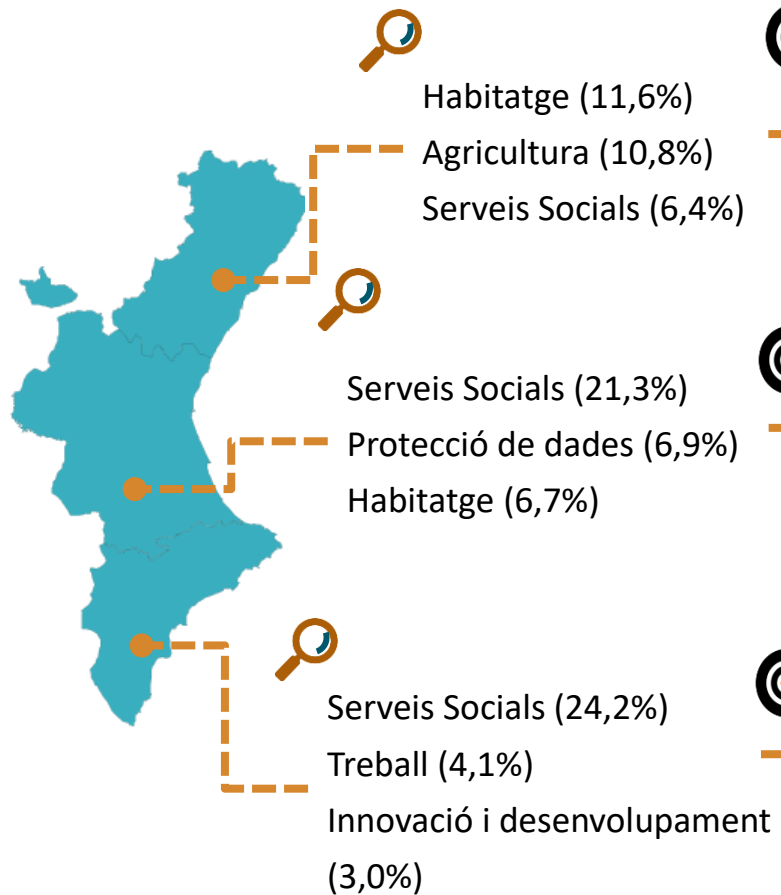 Habitatge (11,6%)
Agricultura (10,8%)
Serveis Socials (6,4%)
Serveis Socials (21,3%)
Protecció de dades (6,9%)
Habitatge (6,7%)
Serveis Socials (24,2%)
Treball (4,1%)
Innovació i desenvolupament
(3,0%)